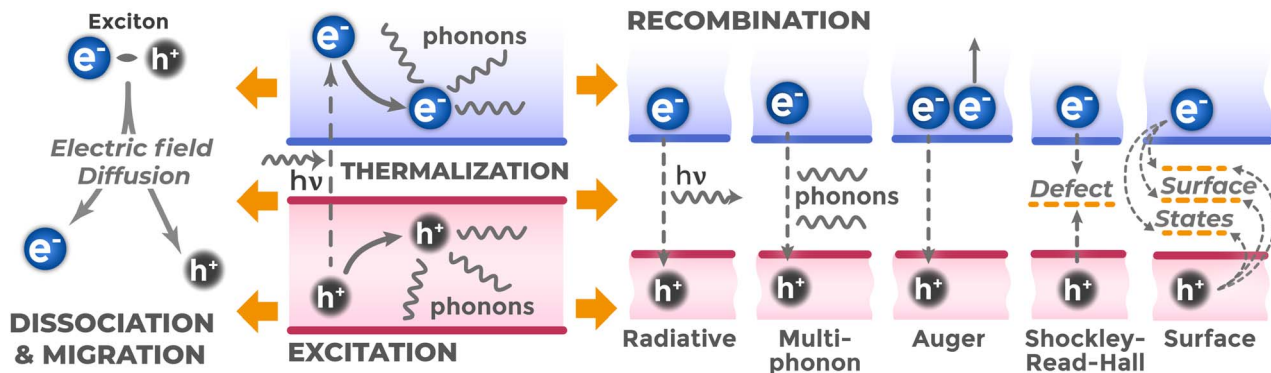 Exciton
e⁻
h⁺
Electric field
Diffusion
e⁻
h⁺
DISSOCIATION
& MIGRATION
e⁻
phonons
e⁻
hν
THERMALIZATION
h⁺
h⁺
phonons
EXCITATION
RECOMBINATION
e⁻
hν
h⁺
Radiative
e⁻
phonons
h⁺
Multi-
phonon
e⁻ e⁻
h⁺
Auger
e⁻
Defect
h⁺
Shockley-
Read-Hall
e⁻
Surface
States
h⁺
Surface